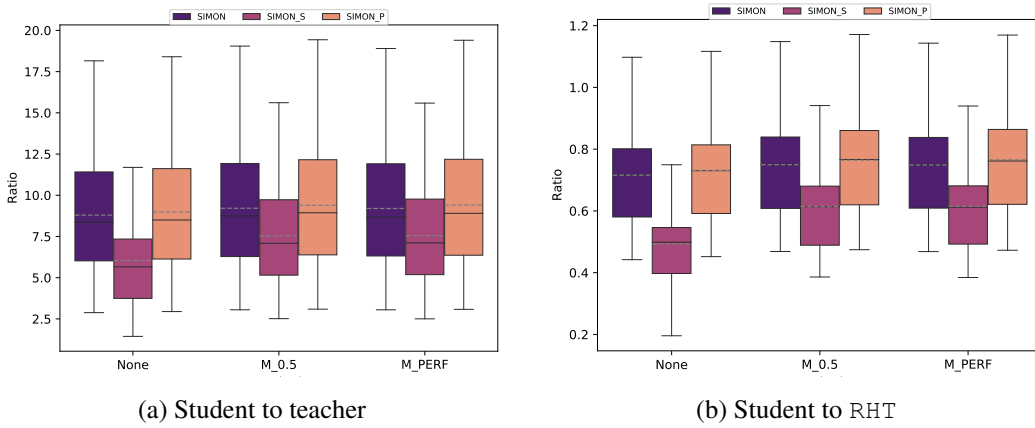 SIMON SIMON_S SIMON_P
20.0
17.5
15.0
12.5
10.0
7.5
5.0
2.5
Ratio
None M_0.5 M_PERF
(a) Student to teacher
SIMON SIMON_S SIMON_P
1.2
1.0
0.8
0.6
0.4
0.2
Ratio
None M_0.5 M_PERF
(b) Student to RHT